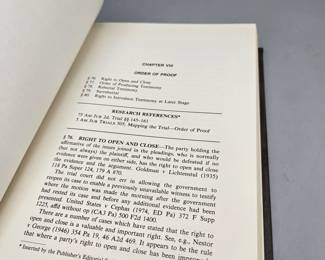 CHAPTER VIII
ORDER OF PROOF
§ 76. Right to Open and Close
§ 77. Order of Producing Testimony
§ 78. Rebuttal Testimony
§ 79. Surrebuttal
§ 80. Right to Introduce Testimony at Later Stage
RESEARCH REFERENCES*
75 AM JUR 2d, Trial §§ 145-161
5 AM JUR TRIALS 505, Mapping the Trial—Order of Proof
§ 76. RIGHT TO OPEN AND CLOSE—The party holding the
affirmative of the issues joined in the pleadings, who is normally
(but not always) the plaintiff, and who would be defeated if no
evidence were given on either side, has the right to open and close
the evidence and the argument. Goldman v Lichtenstul (1935)
118 Pa Super 124, 179 A 870.
The trial court did not err in allowing the government to
reopen its case to enable a previously unavailable witness to testify
where the motion was made morning after the government
had rested its case and before any additional evidence had been
presented. United States v Cephus (1974, ED Pa) 372 F Supp
1225, affd without op (CA3 Pa) 500 F2d 1400.
There are a number of cases which have stated that the right
to open and close is a valuable and important right. See, e.g., Nestor
v George (1946) 354 Pa 19, 46 A2d 469. It appears to be the rule
that where a party's right to open and close has been improperly
* Inserted by the Publisher's Editorial